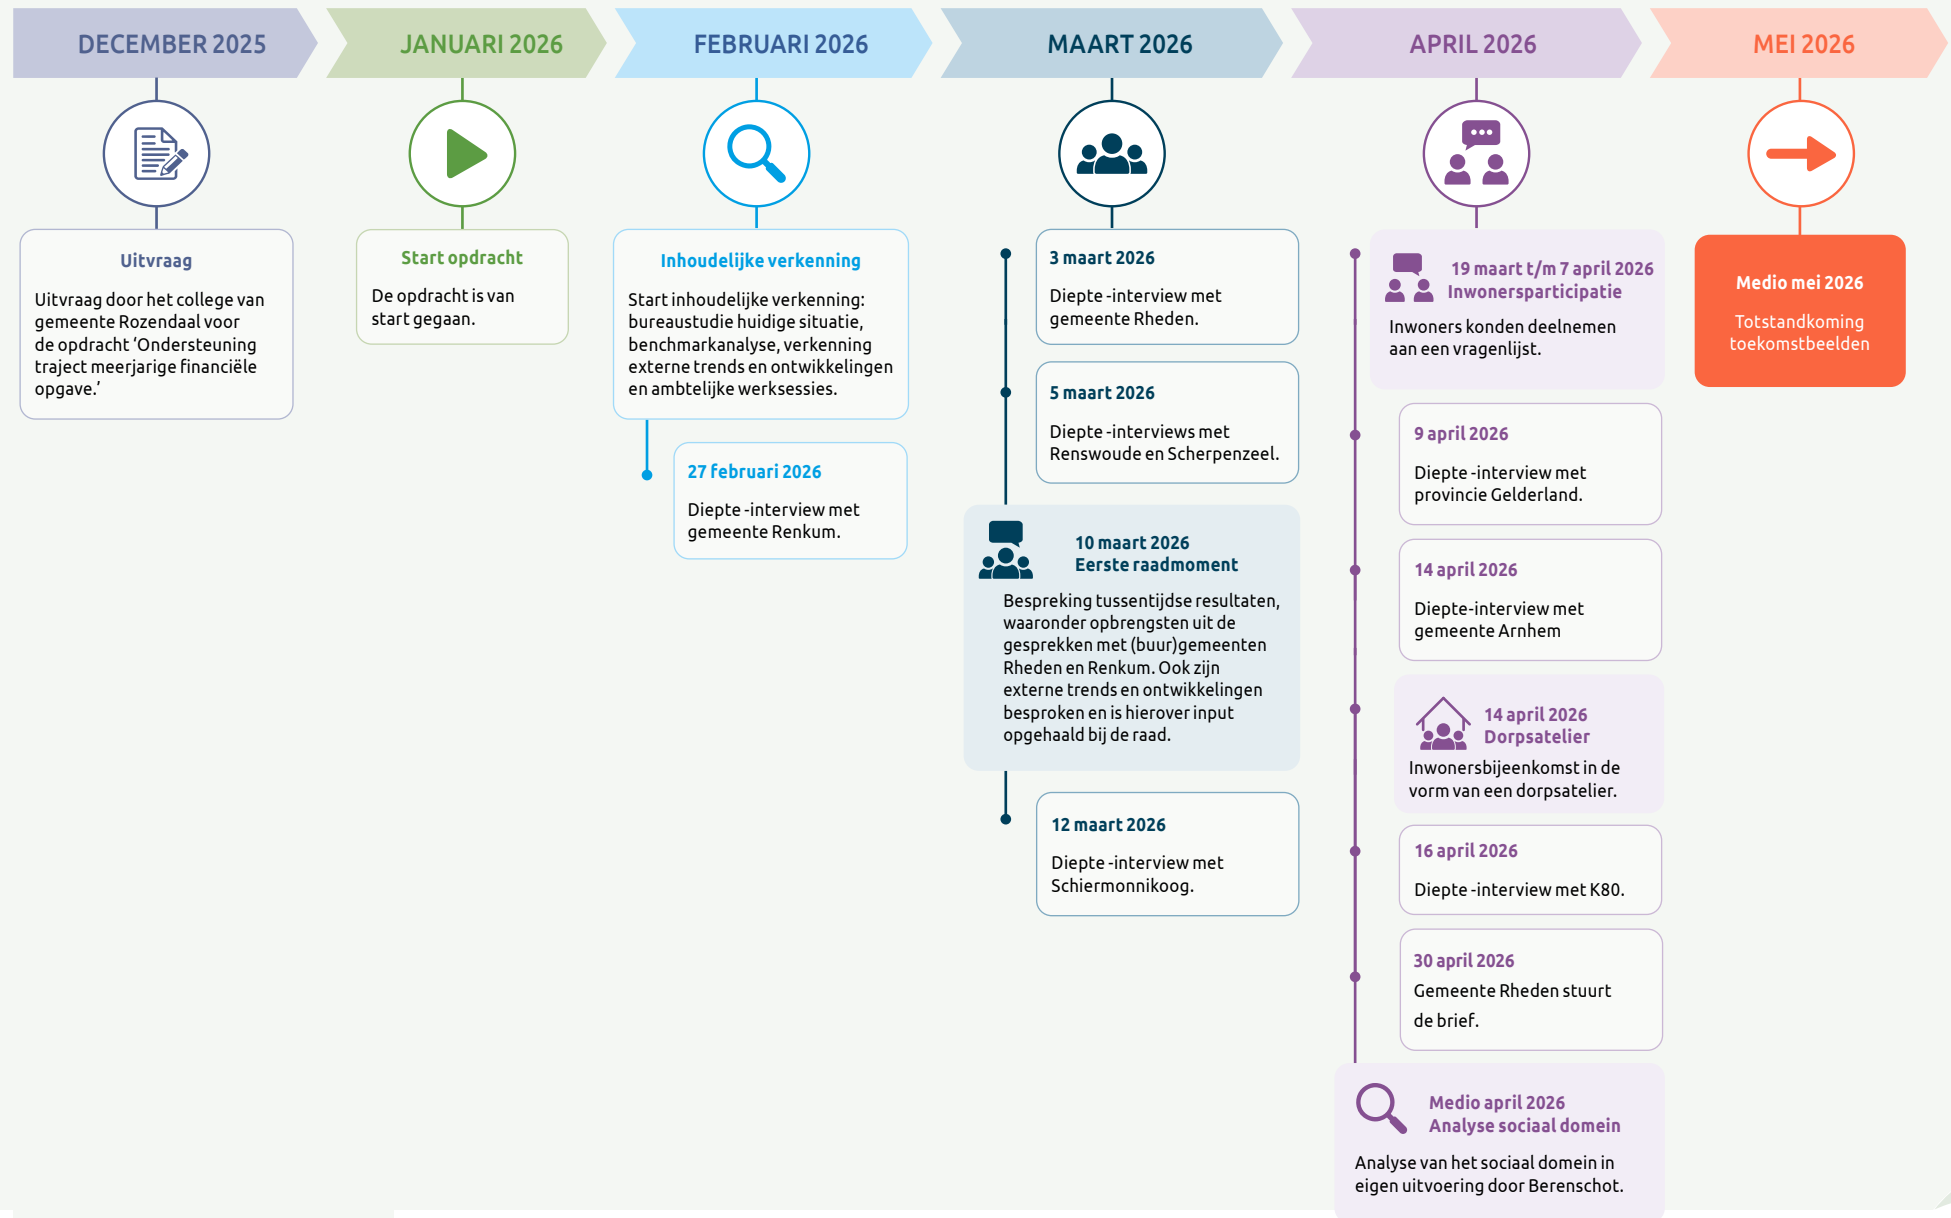 DECEMBER 2025
JANUARI 2026
FEBRUARI 2026
MAART 2026
APRIL 2026
MEI 2026
Uitvraag
Uitvraag door het college van
gemeente Rozendaal voor
de opdracht ‘Ondersteuning
traject meerjarige financiële
opgave.’
Start opdracht
De opdracht is van
start gegaan.
Inhoudelijke verkenning
Start inhoudelijke verkenning:
bureaustudie huidige situatie,
benchmarkanalyse, verkenning
externe trends en ontwikkelingen
en ambtelijke werksessies.
27 februari 2026
Diepte -interview met
gemeente Renkum.
3 maart 2026
Diepte -interview met
gemeente Rheden.
5 maart 2026
Diepte -interviews met
Renswoude en Scherpenzeel.
10 maart 2026
Eerste raadmoment
Bespreking tussentijdse resultaten,
waaronder opbrengsten uit de
gesprekken met (buur)gemeenten
Rheden en Renkum. Ook zijn
externe trends en ontwikkelingen
besproken en is hierover input
opgehaald bij de raad.
12 maart 2026
Diepte -interview met
Schiermonnikoog.
19 maart t/m 7 april 2026
Inwonersparticipatie
Inwoners konden deelnemen
aan een vragenlijst.
9 april 2026
Diepte -interview met
provincie Gelderland.
14 april 2026
Diepte-interview met
gemeente Arnhem
14 april 2026
Dorpsatelier
Inwonersbijeenkomst in de
vorm van een dorpsatelier.
16 april 2026
Diepte -interview met K80.
30 april 2026
Gemeente Rheden stuurt
de brief.
Medio april 2026
Analyse sociaal domein
Analyse van het sociaal domein in
eigen uitvoering door Berenschot.
Medio mei 2026
Totstandkoming
toekomstbeelden